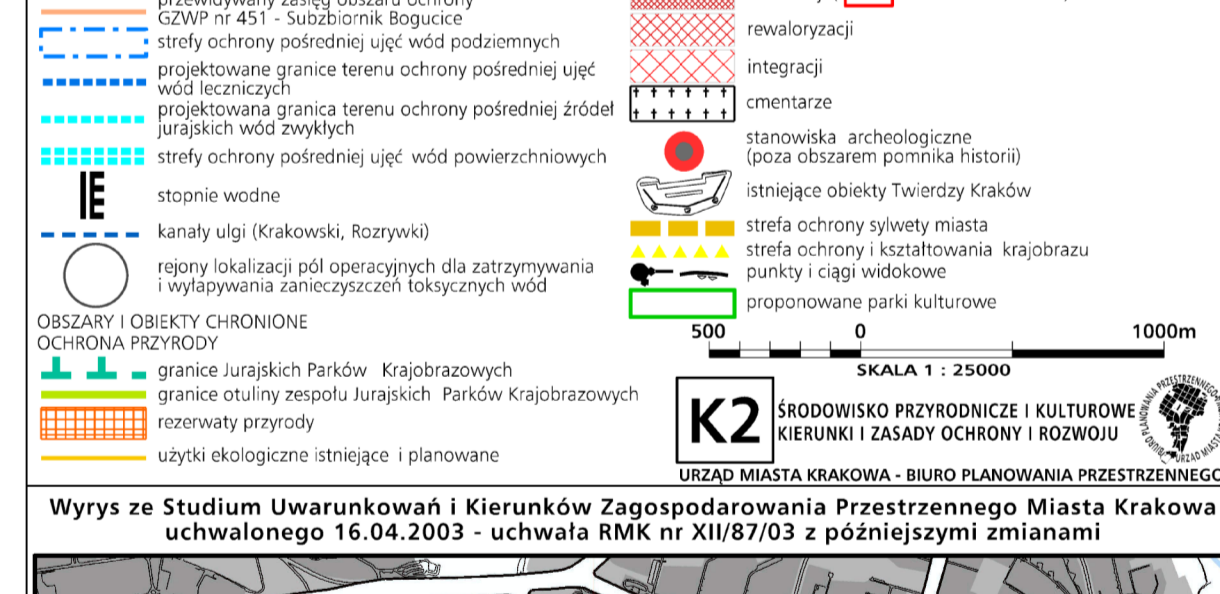 przewidywany zasięg obszaru ochrony
GZWP nr 451 - Subzbiornik Bogucice
strefy ochrony pośredniej ujęć wód podziemnych
projektowane granice terenu ochrony pośredniej ujęć
wód leczniczych
projektowana granica terenu ochrony pośredniej źródeł
jurajskich wód zwykłych
strefy ochrony pośredniej ujęć wód powierzchniowych
stopnie wodne
kanały ulgi (Krakowski, Rozrywki)
rejony lokalizacji pól operacyjnych dla zatrzymywania
i wyłapywania zanieczyszczeń toksycznych wód
OBSZARY I OBIEKTY CHRONIONE
OCHRONA PRZYRODY
granice Jurajskich Parków Krajobrazowych
granice otuliny zespołu Jurajskich Parków Krajobrazowych
rezerwaty przyrody
użytki ekologiczne istniejące i planowane
rewaloryzacji
integracji
cmentarze
stanowiska archeologiczne
(poza obszarem pomnika historii)
istniejące obiekty Twierdzy Kraków
strefa ochrony sylwety miasta
strefa ochrony i kształtowania krajobrazu
punkty i ciągi widokowe
proponowane parki kulturowe
500 0 1000m
SKALA 1 : 25000
K2
ŚRODOWISKO PRZYRODNICZE I KULTUROWE
KIERUNKI I ZASADY OCHRONY I ROZWOJU
URZĄD MIASTA KRAKOWA - BIURO PLANOWANIA PRZESTRZENNEGO
Wyrys ze Studium Uwarunkowań i Kierunków Zagospodarowania Przestrzennego Miasta Krakowa
uchwalonego 16.04.2003 - uchwała RMK nr XII/87/03 z późniejszymi zmianami